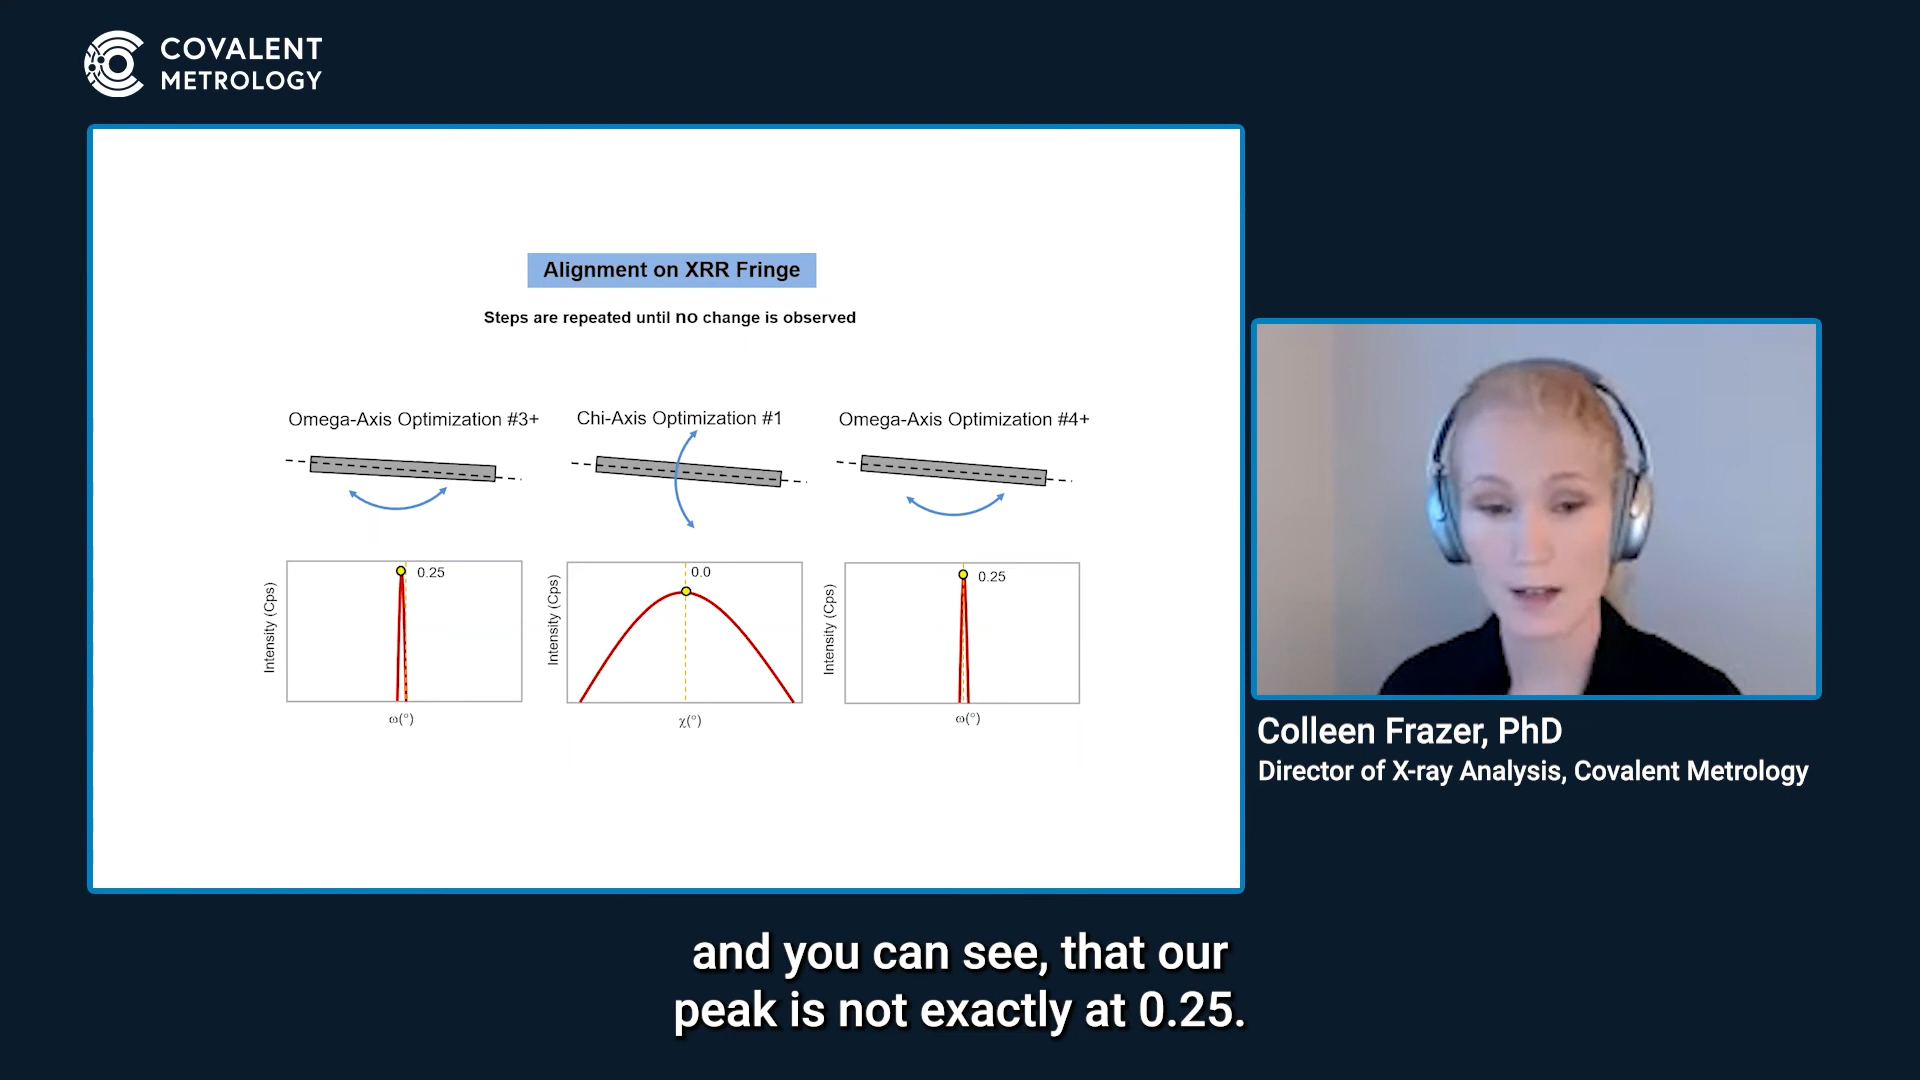 COVALENT
METROLOGY
Alignment on XRR Fringe
Steps are repeated until no change is observed
Omega-Axis Optimization #3+
Chi-Axis Optimization #1
Omega-Axis Optimization #4+
Intensity (Cps)
0.25
ω(°)
Intensity (Cps)
0.0
χ(°)
Intensity (Cps)
0.25
ω(°)
Colleen Frazer, PhD
Director of X-ray Analysis, Covalent Metrology
and you can see, that our
peak is not exactly at 0.25.